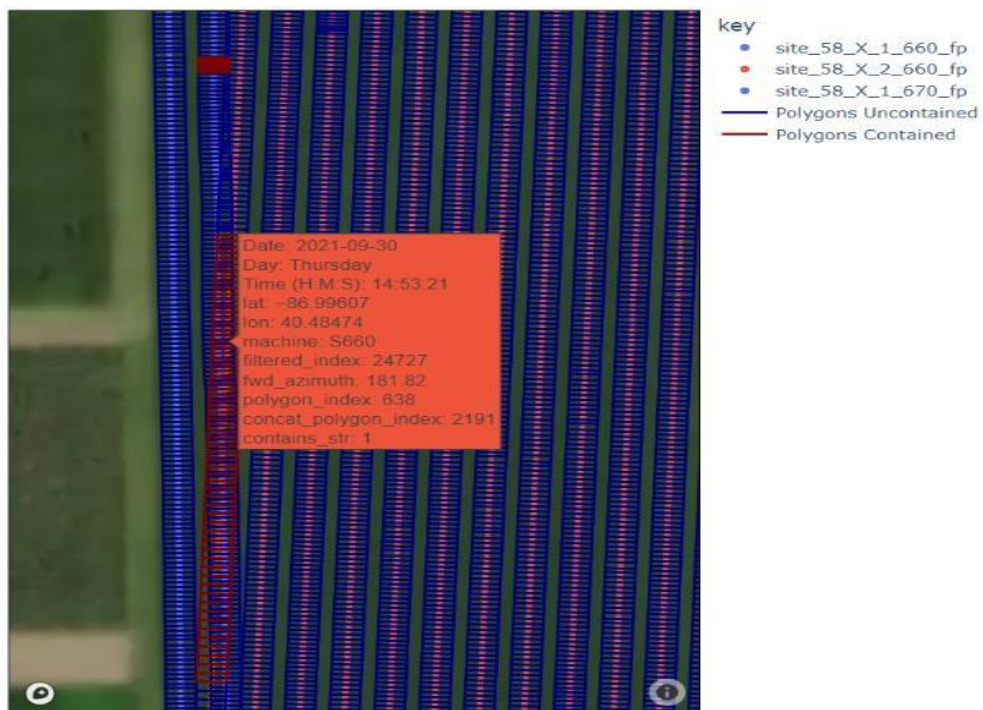 key
site_58_X_1_660_fp
site_58_X_2_660_fp
site_58_X_1_670_fp
Polygons Uncontained
Polygons Contained
Date: 2021-09-30
Day: Thursday
Time (H:M:S): 14:53:21
lat: −86.99607
lon: 40.48474
machine: S660
filtered_index: 24727
fwd_azimuth: 181.82
polygon_index: 638
concat_polygon_index: 2191
contains_str: 1